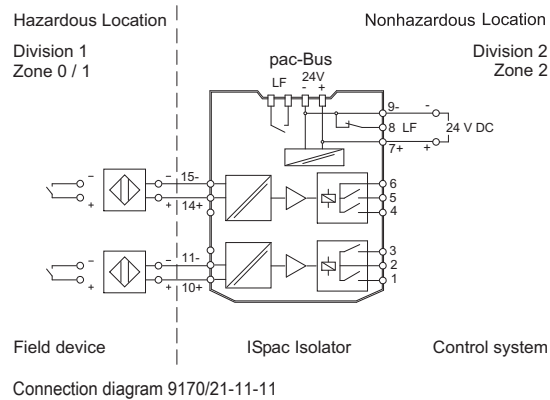 Hazardous Location
Nonhazardous Location
Division 1
Zone 0 / 1
Division 2
Zone 2
pac-Bus
LF
24V
- +
9-
-
8 LF
24 V DC
7+
+
-
-
15-
6
5
+
+
14+
4
3
-
-
11-
2
+
+
10+
1
Field device
ISpac Isolator
Control system
Connection diagram 9170/21-11-11